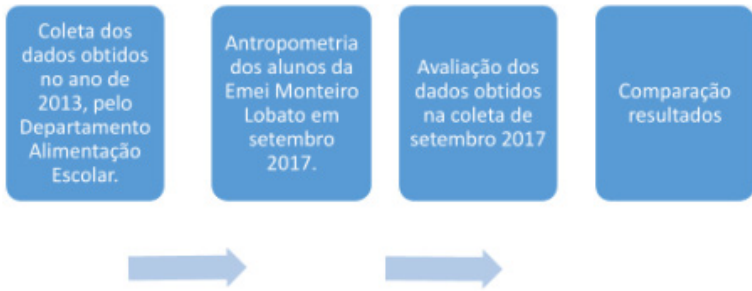 Coleta dos
dados obtidos
no ano de
2013, pelo
Departamento
Alimentação
Escolar.
Antropometria
dos alunos da
Emei Monteiro
Lobato em
setembro
2017.
Avaliação dos
dados obtidos
na coleta de
setembro 2017
Comparação
resultados